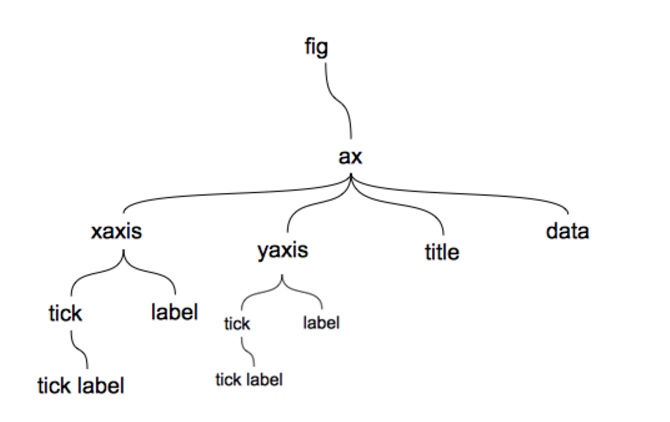 fig
ax
xaxis
yaxis
title
data
tick
label
tick
label
tick label
tick label